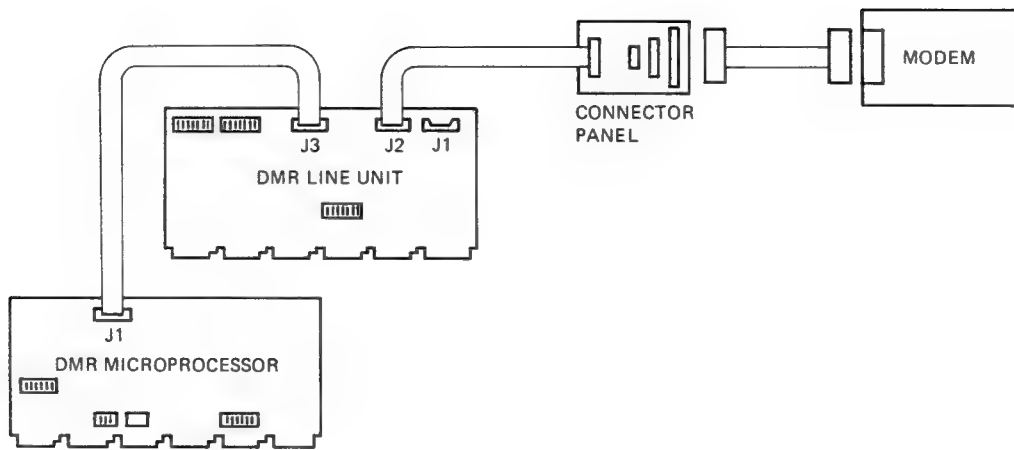 MODEM
CONNECTOR
PANEL
J3
J2
J1
DMR LINE UNIT
J1
DMR MICROPROCESSOR